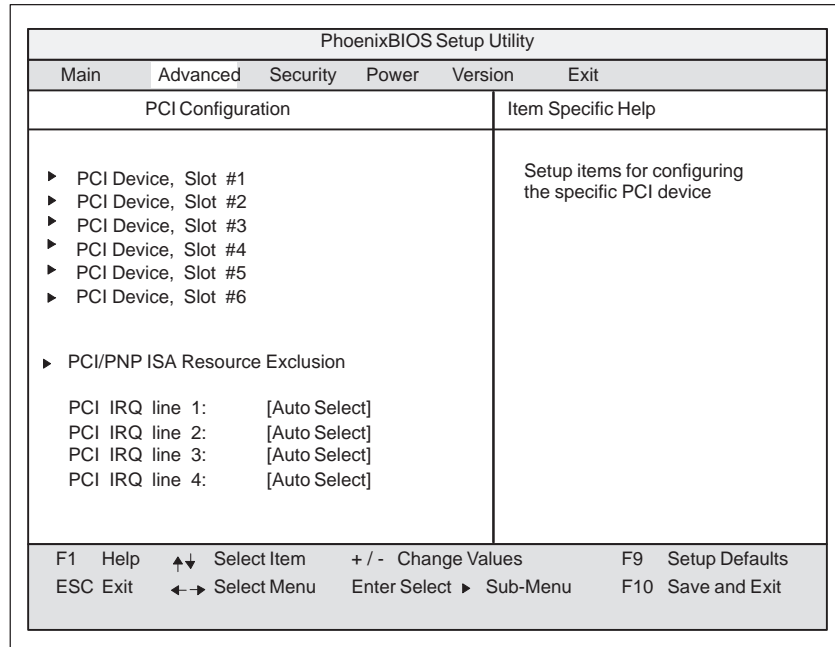 PhoenixBIOS Setup Utility
Main Advanced Security Power Version Exit
PCI Configuration
Item Specific Help
PCI Device, Slot #1
PCI Device, Slot #2
PCI Device, Slot #3
PCI Device, Slot #4
PCI Device, Slot #5
PCI Device, Slot #6
PCI/PNP ISA Resource Exclusion
PCI IRQ line 1: [Auto Select]
PCI IRQ line 2: [Auto Select]
PCI IRQ line 3: [Auto Select]
PCI IRQ line 4: [Auto Select]
Setup items for configuring
the specific PCI device
F1 Help Select Item + / - Change Values F9 Setup Defaults
ESC Exit Select Menu Enter Select Sub-Menu F10 Save and Exit